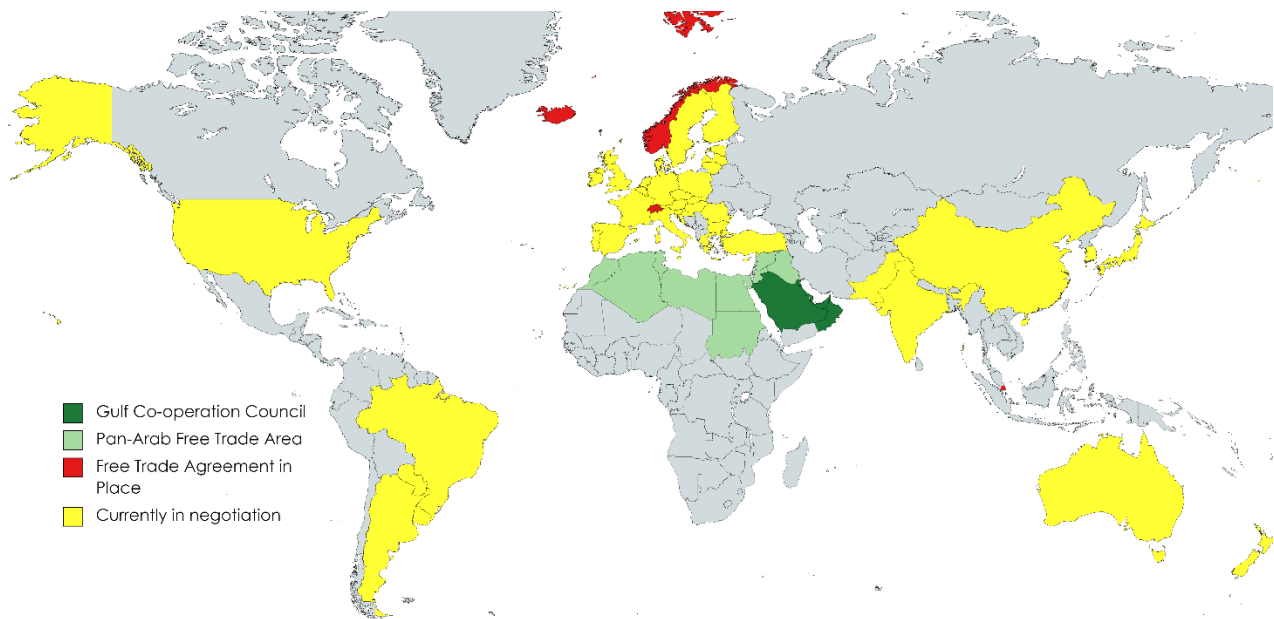 Gulf Co-operation Council
Pan-Arab Free Trade Area
Free Trade Agreement in
Place
Currently in negotiation